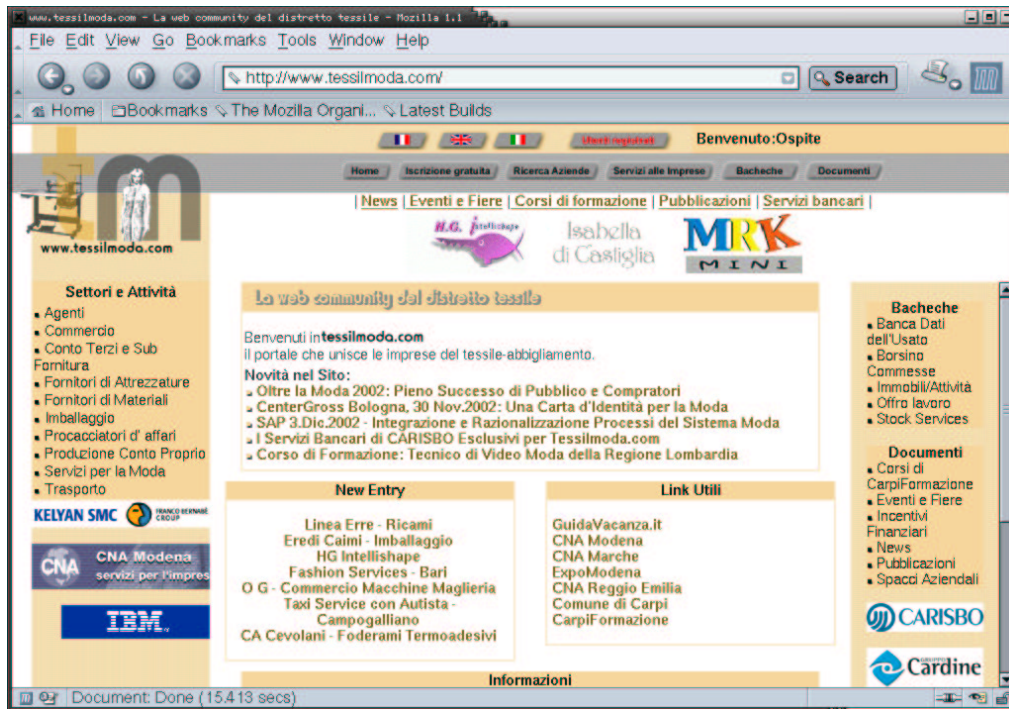 www.tessilmoda.com - La web community del distretto tessile - Mozilla 1.1
File Edit View Go Bookmarks Tools Window Help
http://www.tessilmoda.com/
Search
Home Bookmarks The Mozilla Organi... Latest Builds
Benvenuto:Ospite
Home Iscrizione gratuita Ricerca Aziende Servizi alle Imprese Bacheche Documenti
tm
| News | Eventi e Fiere | Corsi di formazione | Pubblicazioni | Servizi bancari |
www.tessilmoda.com
H.G. Intellishape
Isabella
di Castiglia
MRK
MINI
Settori e Attività
Agenti
Commercio
Conto Terzi e Sub
Fornitura
Fornitori di Attrezzature
Fornitori di Materiali
Imballaggio
Procacciatori d' affari
Produzione Conto Proprio
Servizi per la Moda
Trasporto
KELYAN SMC FRANCO BERNABÈ
GROUP
CNA
CNA Modena
servizi per l'impres
IBM
La web community del distretto tessile
Benvenuti intessilmoda.com
il portale che unisce le imprese del tessile-abbigliamento.
Novità nel Sito:
Oltre la Moda 2002: Pieno Successo di Pubblico e Compratori
CenterGross Bologna, 30 Nov.2002: Una Carta d'Identità per la Moda
SAP 3.Dic.2002 - Integrazione e Razionalizzazione Processi del Sistema Moda
I Servizi Bancari di CARISBO Esclusivi per Tessilmoda.com
Corso di Formazione: Tecnico di Video Moda della Regione Lombardia
New Entry
Linea Erre - Ricami
Eredi Caimi - Imballaggio
HG Intellishape
Fashion Services - Bari
O G - Commercio Macchine Maglieria
Taxi Service con Autista -
Campogalliano
CA Cevolani - Foderami Termoadesivi
Link Utili
GuidaVacanza.it
CNA Modena
CNA Marche
ExpoModena
CNA Reggio Emilia
Comune di Carpi
CarpiFormazione
Informazioni
Bacheche
Banca Dati
dell'Usato
Borsino
Commesse
Immobili/Attività
Offro lavoro
Stock Services
Documenti
Corsi di
CarpiFormazione
Eventi e Fiere
Incentivi
Finanziari
News
Pubblicazioni
Spacci Aziendali
CARISBO
GRUPPO
Cardine
Document: Done (15.413 secs)